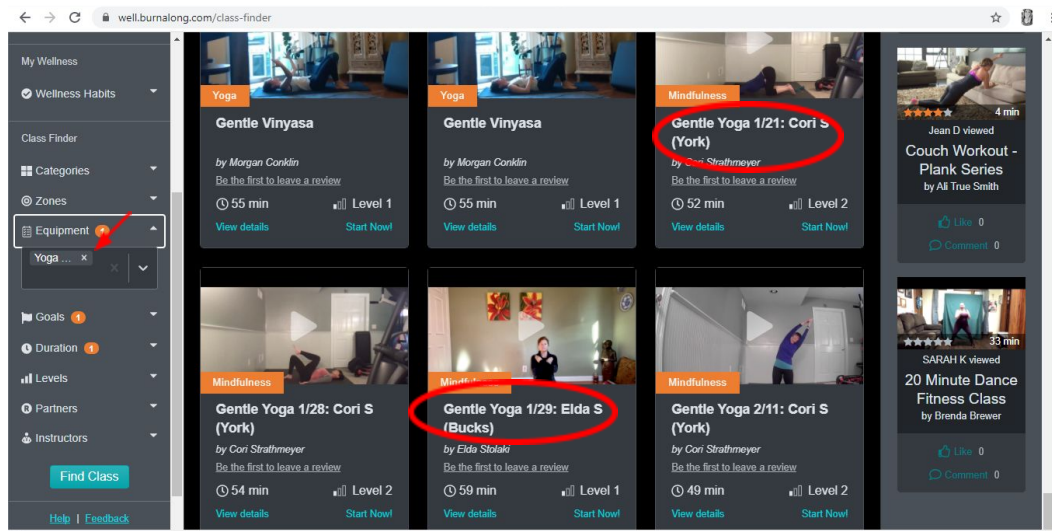 well.burnalong.com/class-finder
My Wellness
Wellness Habits
Class Finder
Categories
Zones
Equipment
Yoga ... x
x
Goals 1
Duration 1
Levels
Partners
Instructors
Find Class
Help | Feedback
Yoga
Gentle Vinyasa
by Morgan Conklin
Be the first to leave a review
55 min Level 1
View details Start Now!
Yoga
Gentle Vinyasa
by Morgan Conklin
Be the first to leave a review
55 min Level 1
View details Start Now!
Mindfulness
Gentle Yoga 1/21: Cori S
(York)
by Cori Strathmeyer
Be the first to leave a review
52 min Level 2
View details Start Now!
Mindfulness
Gentle Yoga 1/28: Cori S
(York)
by Cori Strathmeyer
Be the first to leave a review
54 min Level 2
View details Start Now!
Mindfulness
Gentle Yoga 1/29: Elda S
(Bucks)
by Elda Stolaki
Be the first to leave a review
59 min Level 1
View details Start Now!
Mindfulness
Gentle Yoga 2/11: Cori S
(York)
by Cori Strathmeyer
Be the first to leave a review
49 min Level 2
View details Start Now!
4 min
Jean D viewed
Couch Workout -
Plank Series
by Ali True Smith
Like 0
Comment 0
33 min
SARAH K viewed
20 Minute Dance
Fitness Class
by Brenda Brewer
Like 0
Comment 0